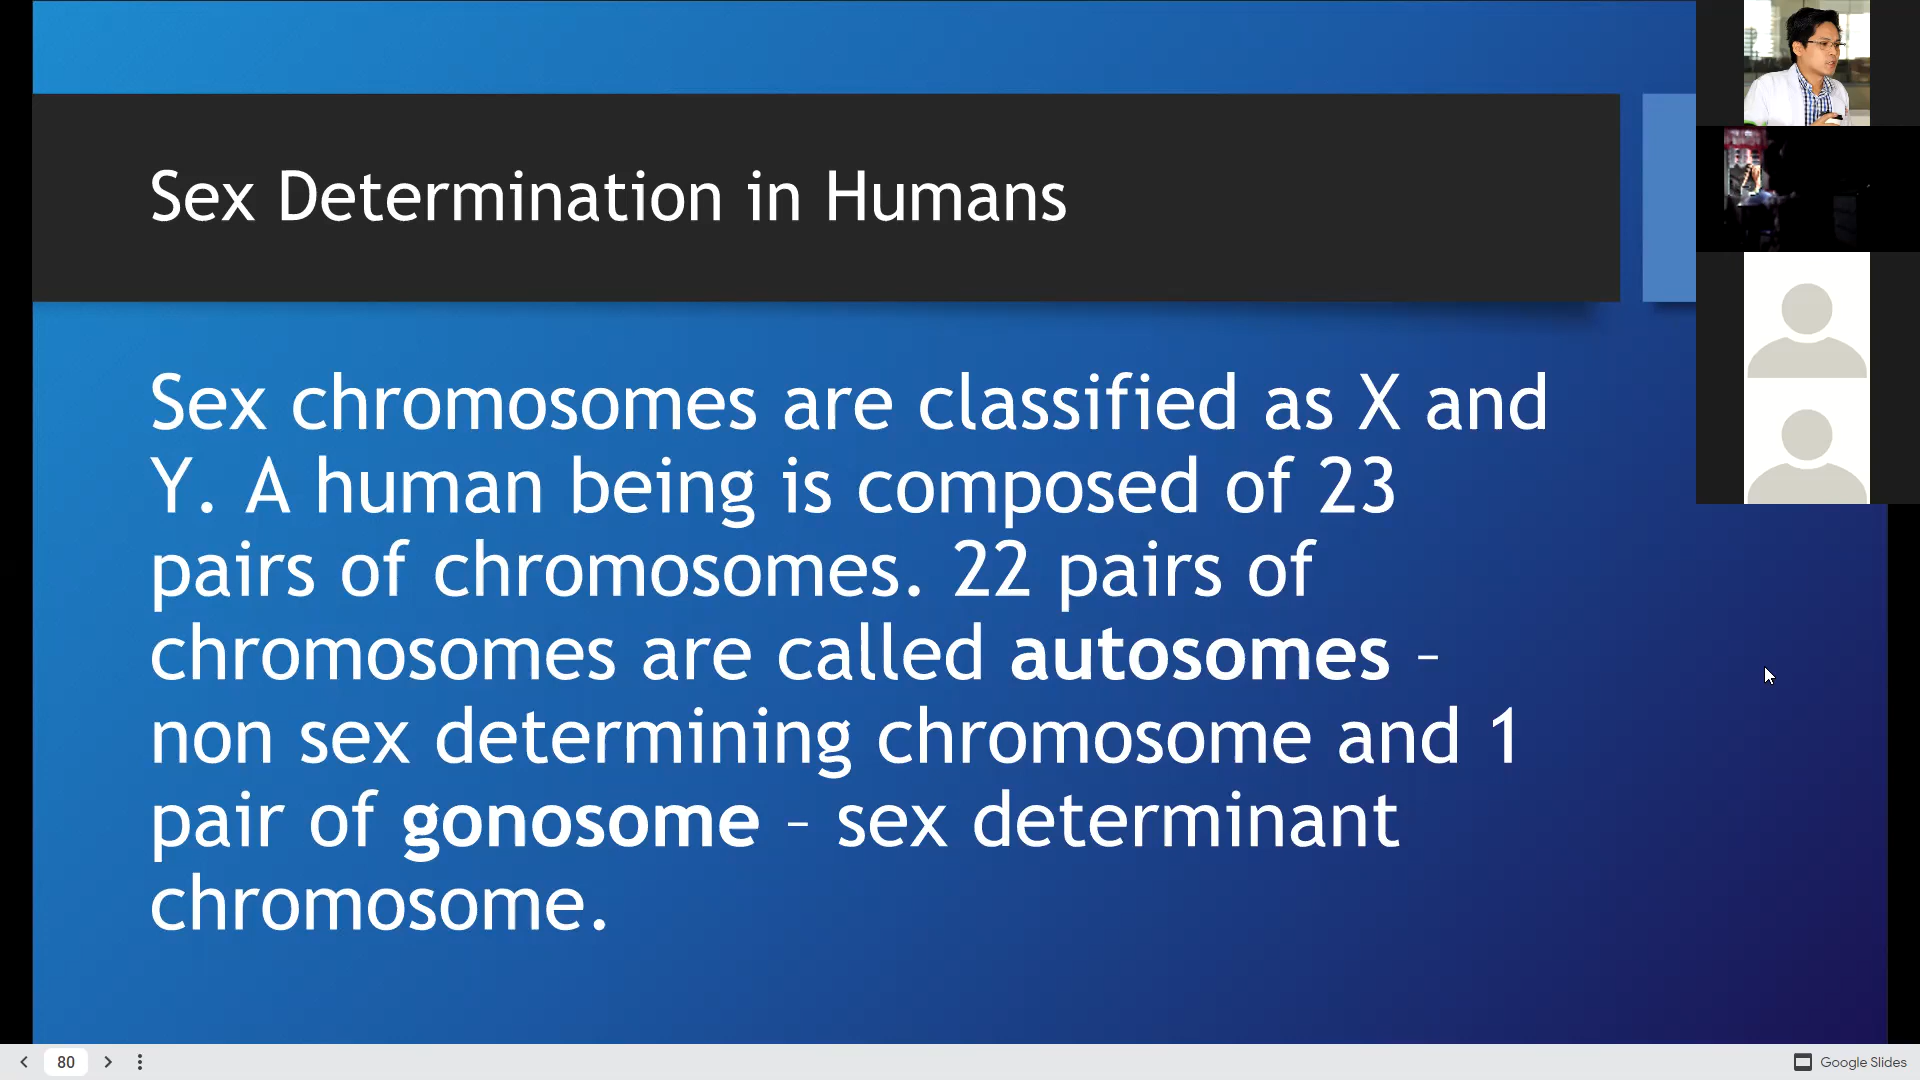 Sex Determination in Humans
Sex chromosomes are classified as X and
Y. A human being is composed of 23
pairs of chromosomes. 22 pairs of
chromosomes are called autosomes –
non sex determining chromosome and 1
pair of gonosome – sex determinant
chromosome.
80
Google Slides